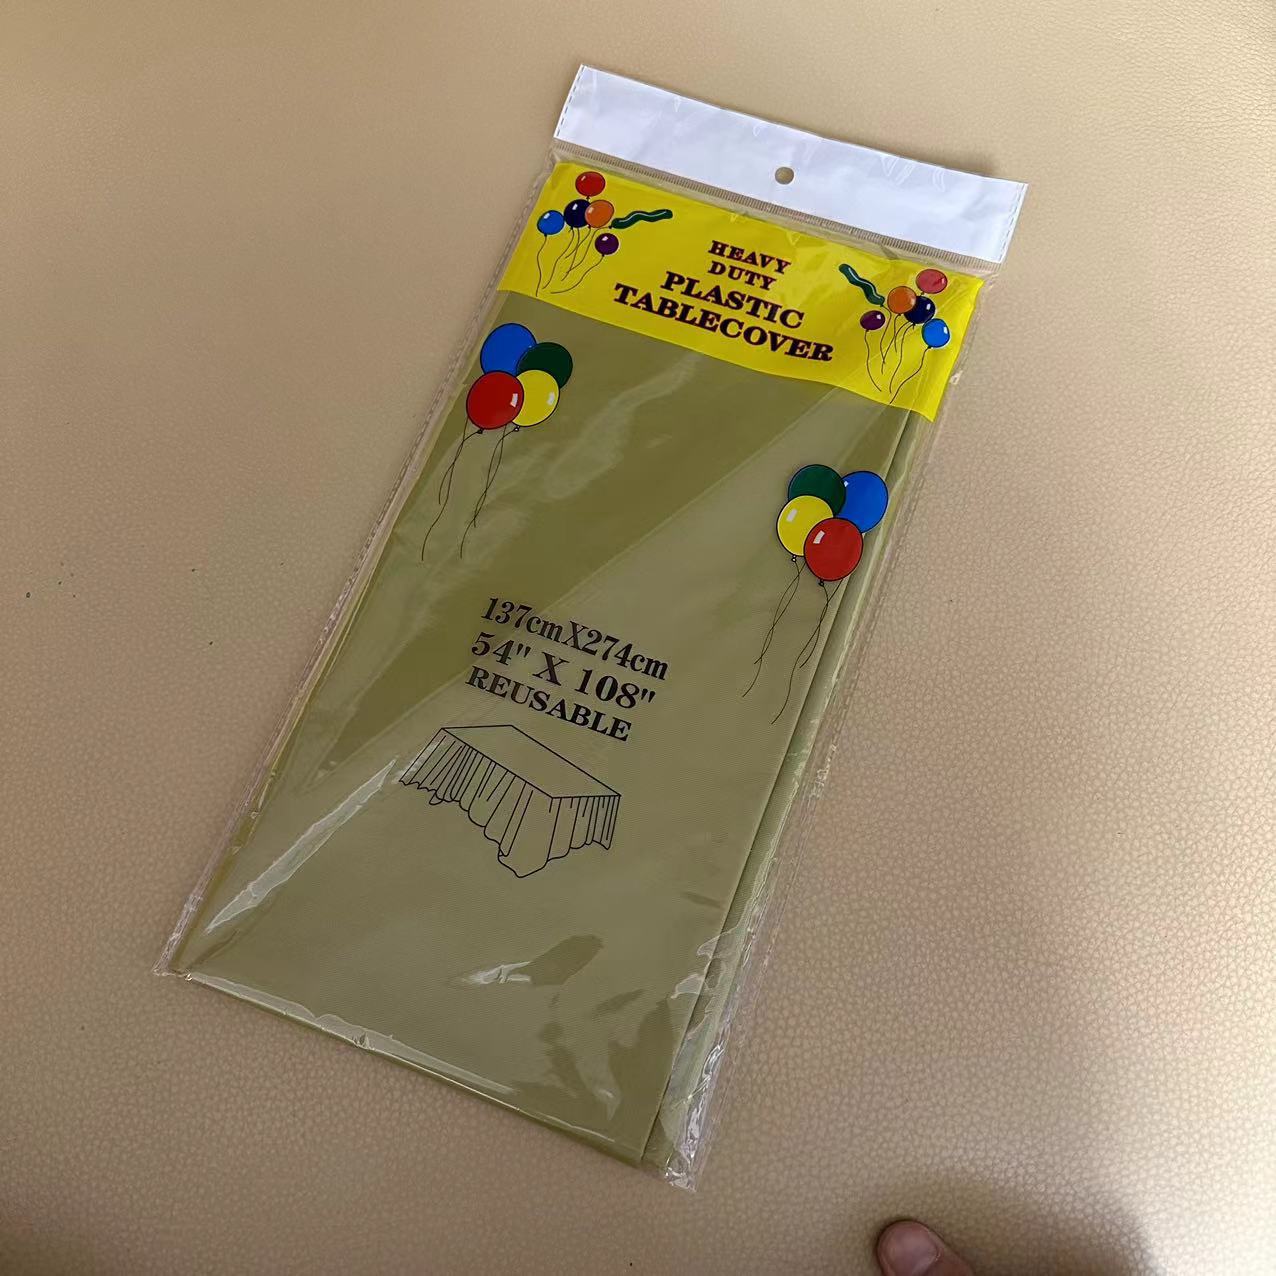 HEAVY
DUTY
PLASTIC
TABLECOVER
137cmX274cm
54" X 108"
REUSABLE